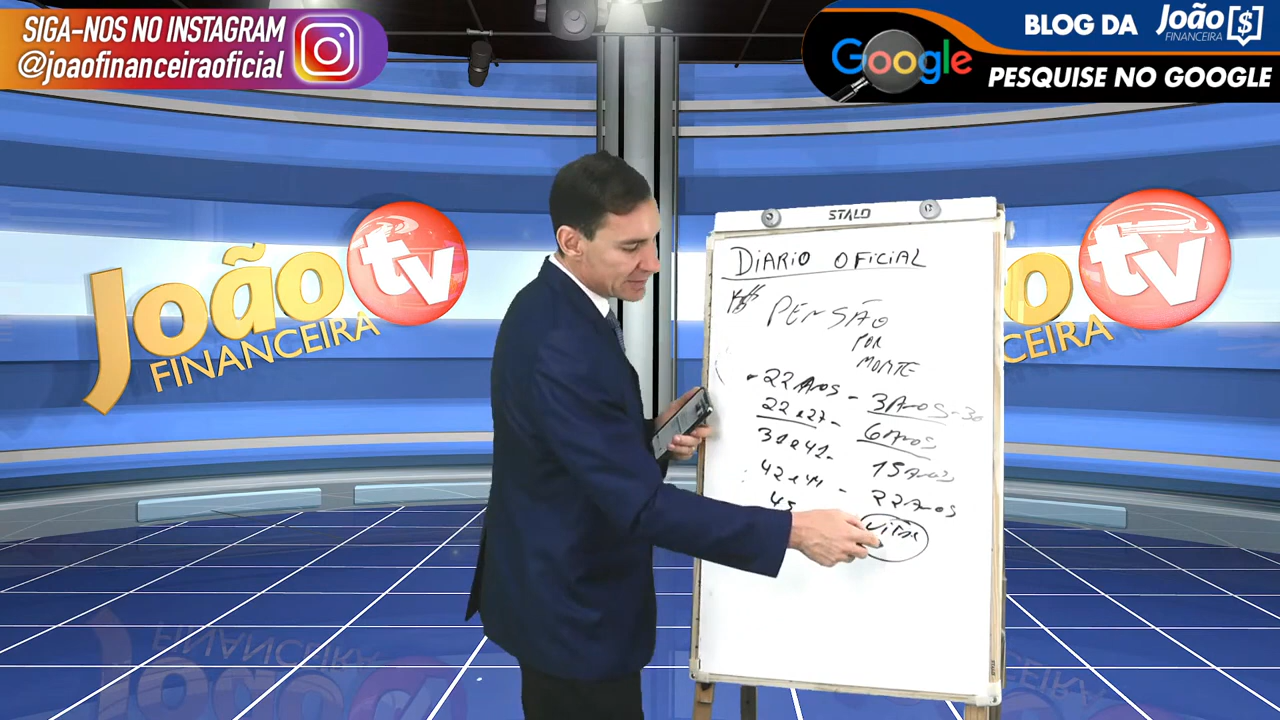 SIGA-NOS NO INSTAGRAM
@joaofinanceiraoficial
BLOG DA João FINANCEIRA
Google
PESQUISE NO GOOGLE
João tv
FINANCEIRA
o tv
CEIRA
STALO
DIARIO OFICIAL
PENSÃO
POR
MORTE
- 22 Anos - 3 Anos - 30
22 e 27 - 6 Anos
30 e 42 - 15 Anos
42 e 44 - 22 Anos
45